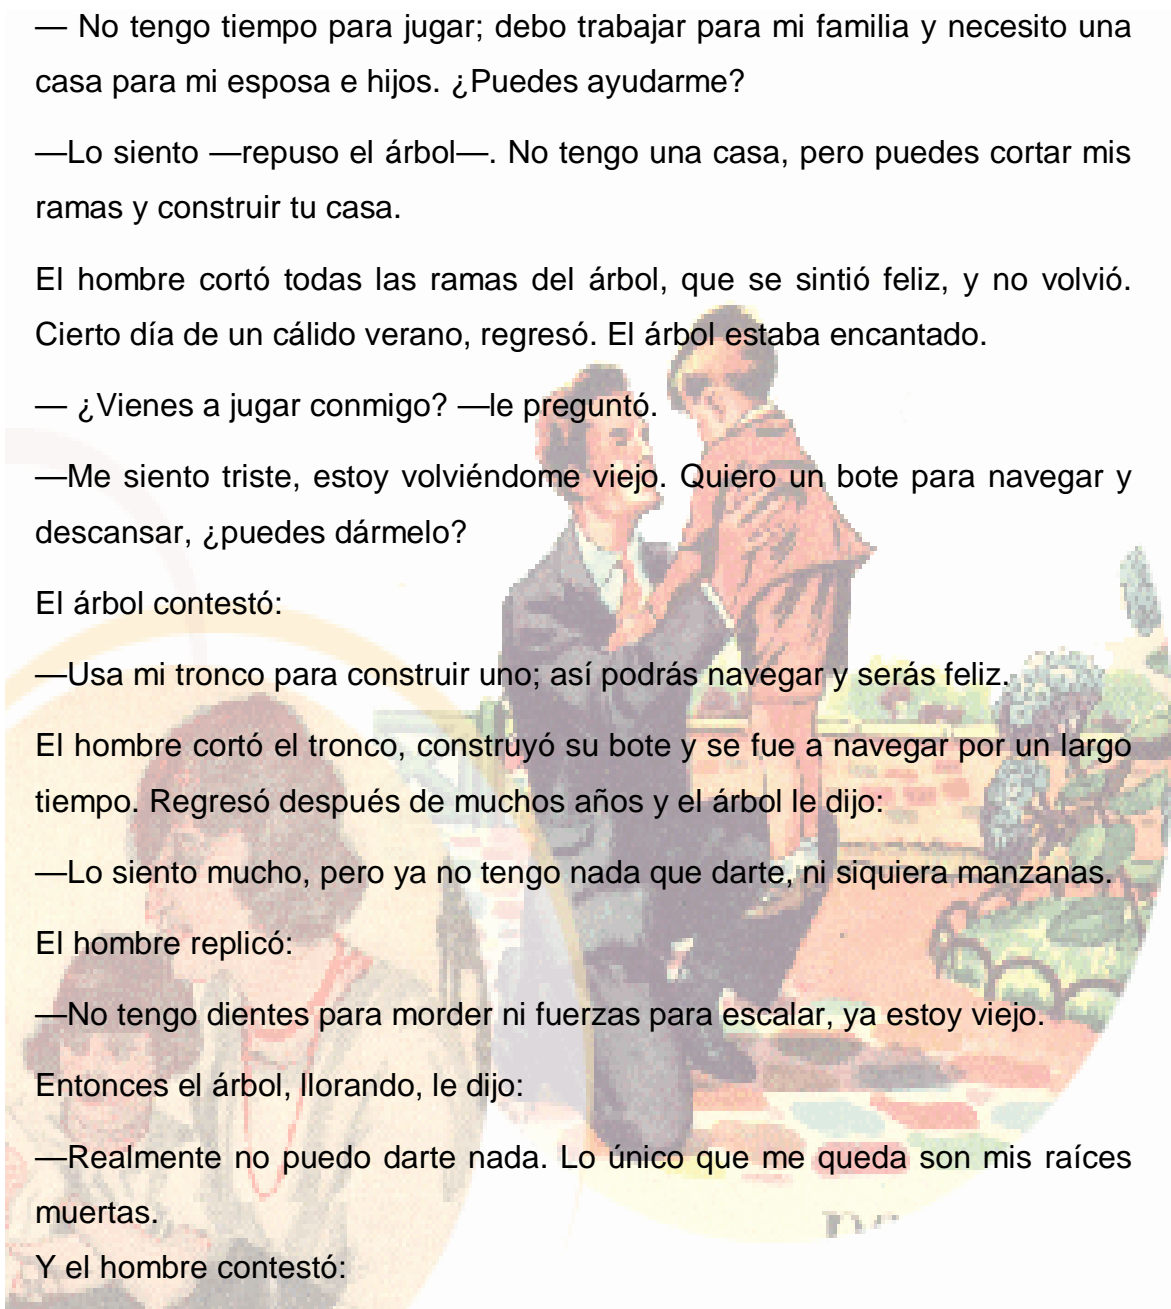 — No tengo tiempo para jugar; debo trabajar para mi familia y necesito una
casa para mi esposa e hijos. ¿Puedes ayudarme?
—Lo siento —repuso el árbol—. No tengo una casa, pero puedes cortar mis
ramas y construir tu casa.
El hombre cortó todas las ramas del árbol, que se sintió feliz, y no volvió.
Cierto día de un cálido verano, regresó. El árbol estaba encantado.
— ¿Vienes a jugar conmigo? —le preguntó.
—Me siento triste, estoy volviéndome viejo. Quiero un bote para navegar y
descansar, ¿puedes dármelo?
El árbol contestó:
—Usa mi tronco para construir uno; así podrás navegar y serás feliz.
El hombre cortó el tronco, construyó su bote y se fue a navegar por un largo
tiempo. Regresó después de muchos años y el árbol le dijo:
—Lo siento mucho, pero ya no tengo nada que darte, ni siquiera manzanas.
El hombre replicó:
—No tengo dientes para morder ni fuerzas para escalar, ya estoy viejo.
Entonces el árbol, llorando, le dijo:
—Realmente no puedo darte nada. Lo único que me queda son mis raíces
muertas.
Y el hombre contestó: